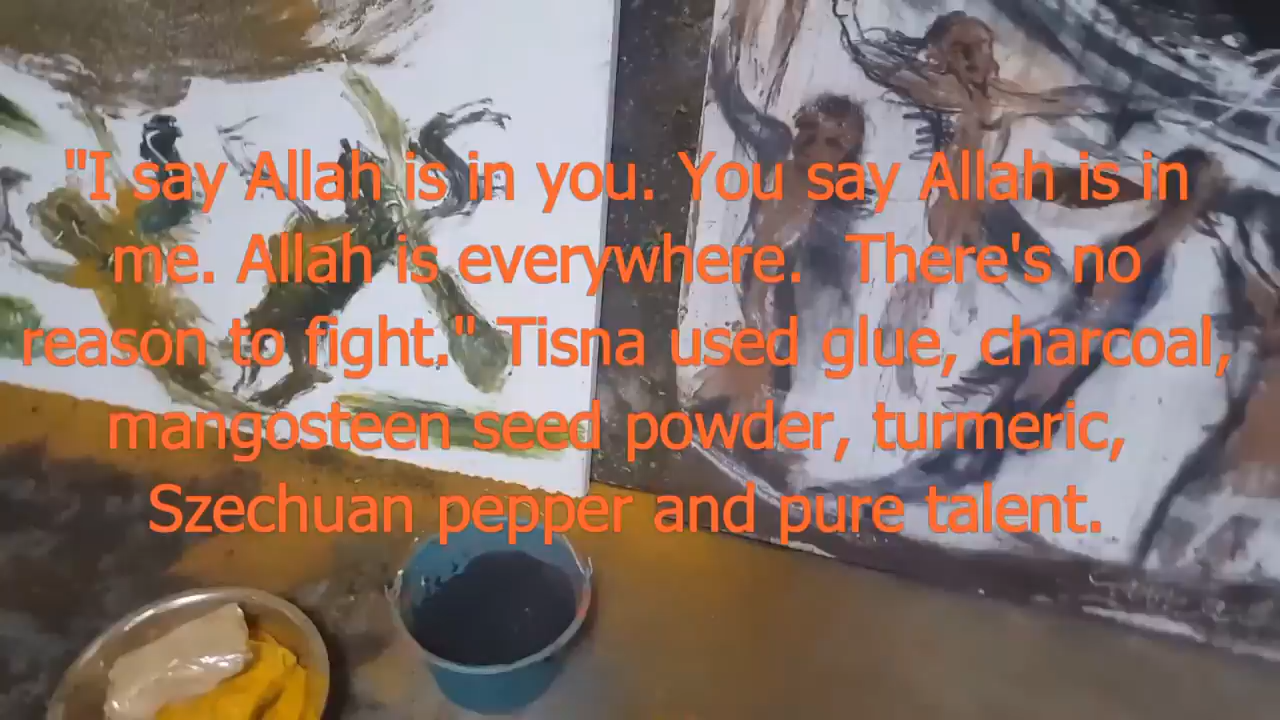 "I say Allah is in you. You say Allah is in
me. Allah is everywhere.  There's no
reason to fight." Tisna used glue, charcoal,
mangosteen seed powder, turmeric,
Szechuan pepper and pure talent.